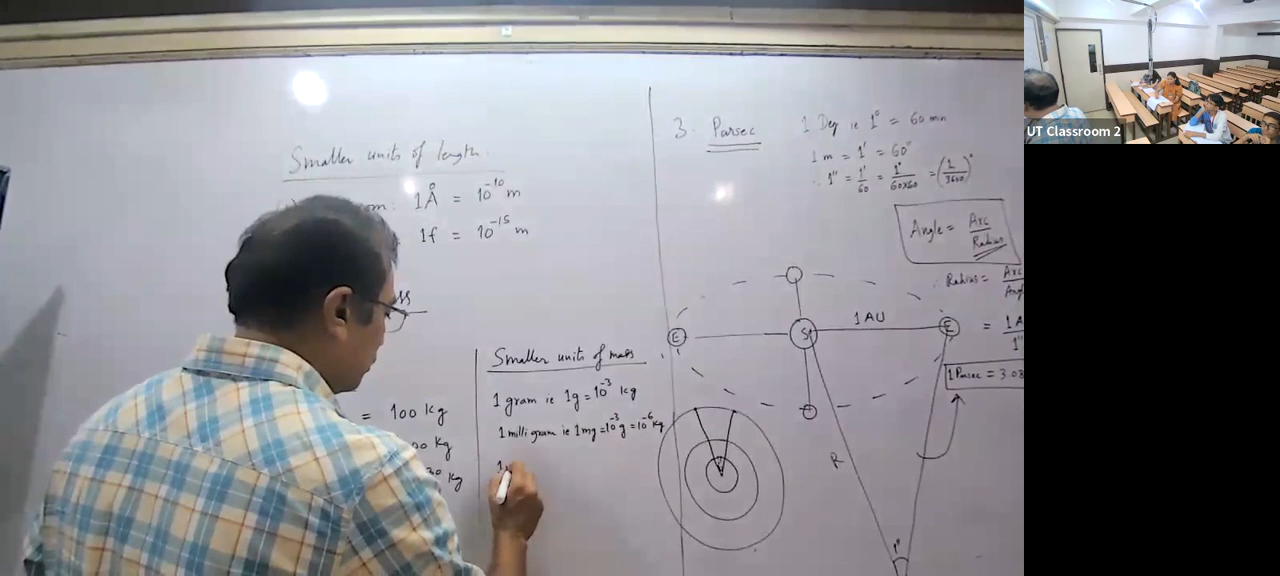 Smaller units of length.
1Å = 10⁻¹⁰ m
1f = 10⁻¹⁵ m
= 100 kg
kg
kg
Smaller units of mass
1 gram ie 1g = 10⁻³ kg
1 milli gram ie 1mg = 10⁻³ g = 10⁻⁶ kg
1
3. Parsec
1 Deg ie 1° = 60 min
1 m = 1' = 60"
∴ 1" = 1'/60 = 1°/60×60 = (1/3600)°
Angle = Arc/Radius
∴ Radius = Arc/
= 1A/1"
1 Parsec = 3.08
1 AU
E
S
E
R
1"
UT Classroom 2